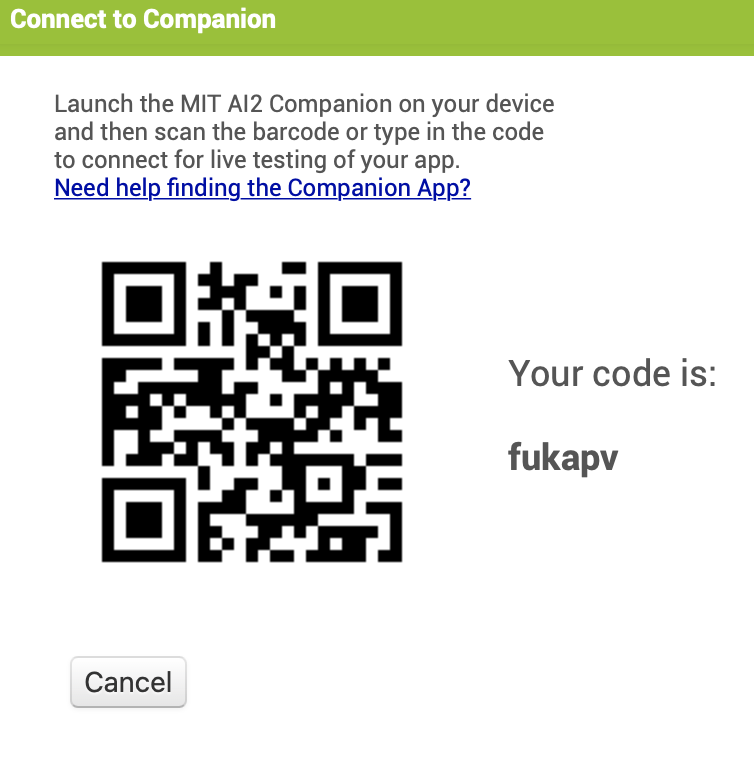 Connect to Companion
Launch the MIT AI2 Companion on your device
and then scan the barcode or type in the code
to connect for live testing of your app.
Need help finding the Companion App?
Your code is:
fukapv
Cancel